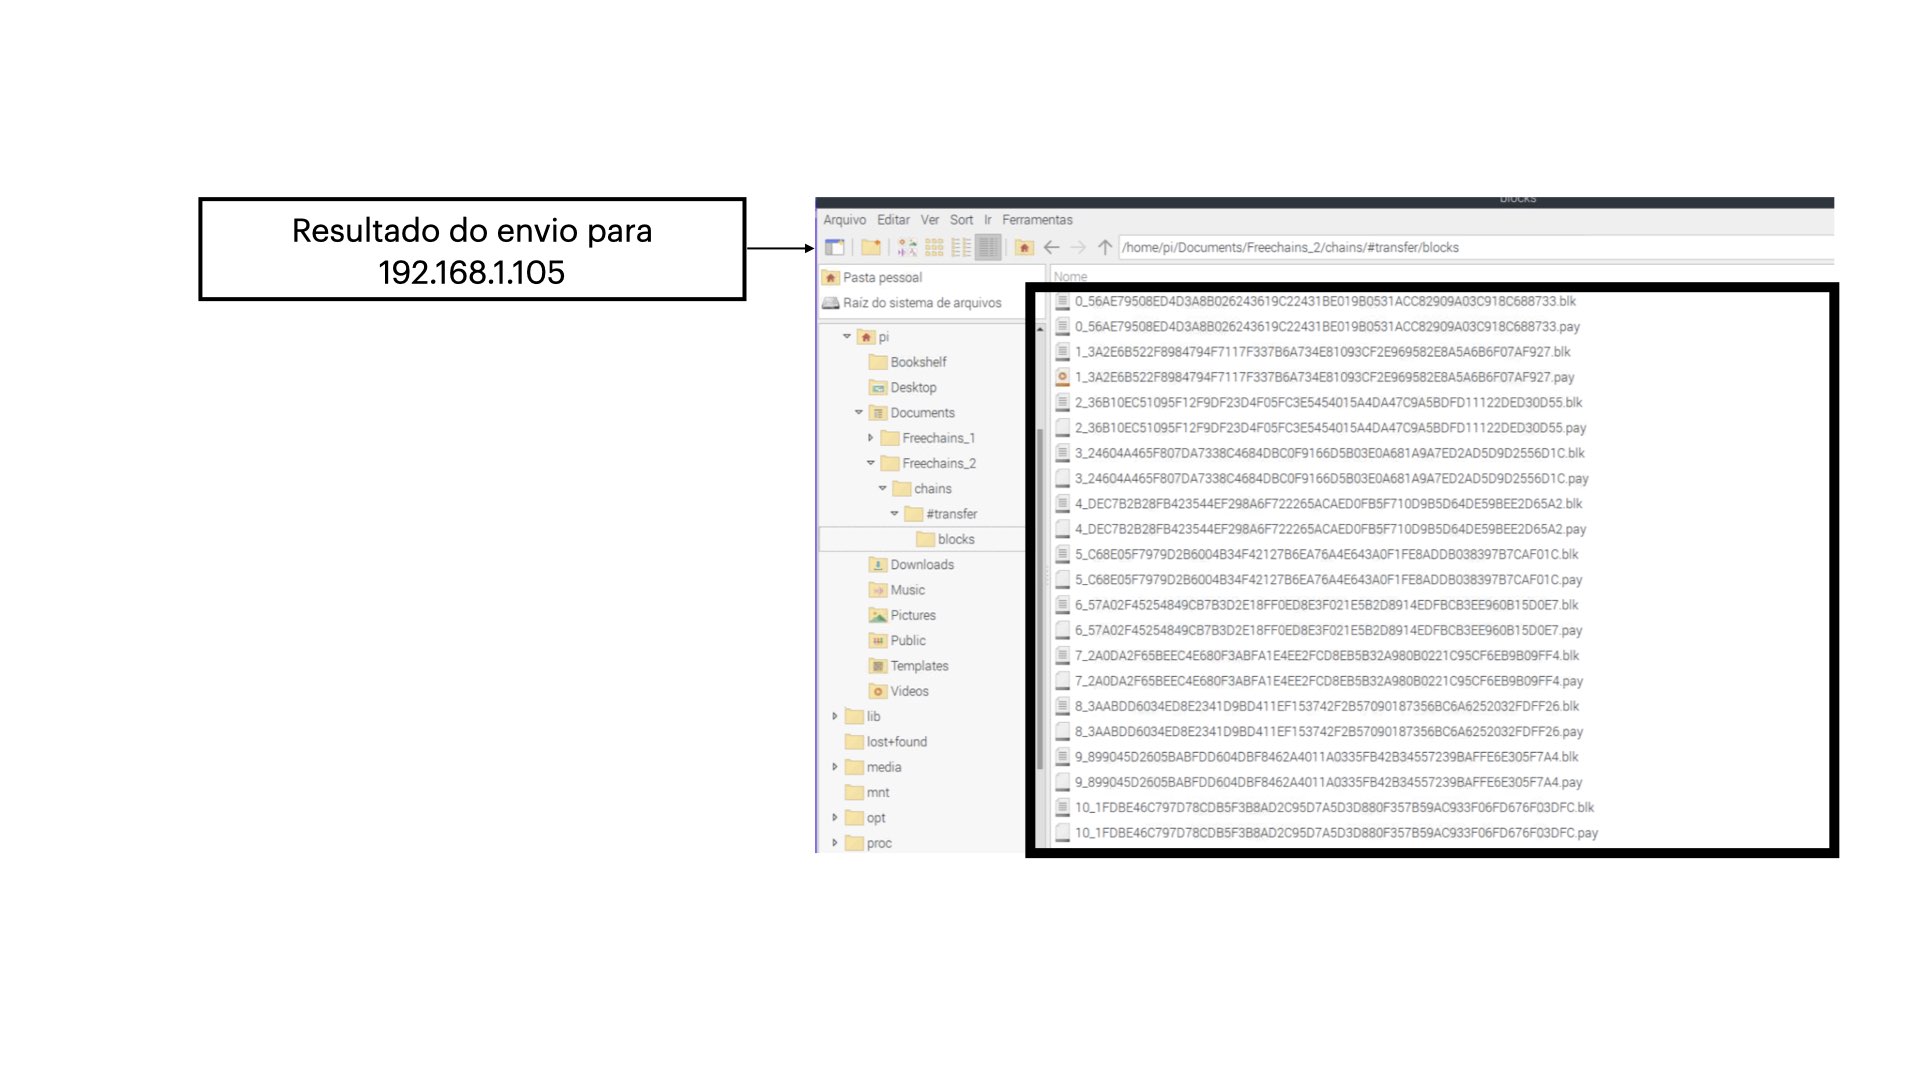 Resultado do envio para
192.168.1.105
blocks
Arquivo Editar Ver Sort Ir Ferramentas
/home/pi/Documents/Freechains_2/chains/#transfer/blocks
Pasta pessoal
Raíz do sistema de arquivos
pi
Bookshelf
Desktop
Documents
Freechains_1
Freechains_2
chains
#transfer
blocks
Downloads
Music
Pictures
Public
Templates
Videos
lib
lost+found
media
mnt
opt
proc
Nome
0_56AE79508ED4D3A8B026243619C22431BE019B0531ACC82909A03C918C688733.blk
0_56AE79508ED4D3A8B026243619C22431BE019B0531ACC82909A03C918C688733.pay
1_3A2E6B522F8984794F7117F337B6A734E81093CF2E969582E8A5A6B6F07AF927.blk
1_3A2E6B522F8984794F7117F337B6A734E81093CF2E969582E8A5A6B6F07AF927.pay
2_36B10EC51095F12F9DF23D4F05FC3E5454015A4DA47C9A5BDFD11122DED30D55.blk
2_36B10EC51095F12F9DF23D4F05FC3E5454015A4DA47C9A5BDFD11122DED30D55.pay
3_24604A465F807DA7338C4684DBC0F9166D5B03E0A681A9A7ED2AD5D9D2556D1C.blk
3_24604A465F807DA7338C4684DBC0F9166D5B03E0A681A9A7ED2AD5D9D2556D1C.pay
4_DEC7B2B28FB423544EF298A6F722265ACAED0FB5F710D9B5D64DE59BEE2D65A2.blk
4_DEC7B2B28FB423544EF298A6F722265ACAED0FB5F710D9B5D64DE59BEE2D65A2.pay
5_C68E05F7979D2B6004B34F42127B6EA76A4E643A0F1FE8ADDB038397B7CAF01C.blk
5_C68E05F7979D2B6004B34F42127B6EA76A4E643A0F1FE8ADDB038397B7CAF01C.pay
6_57A02F45254849CB7B3D2E18FF0ED8E3F021E5B2D8914EDFBCB3EE960B15D0E7.blk
6_57A02F45254849CB7B3D2E18FF0ED8E3F021E5B2D8914EDFBCB3EE960B15D0E7.pay
7_2A0DA2F65BEEC4E680F3ABFA1E4EE2FCD8EB5B32A980B0221C95CF6EB9B09FF4.blk
7_2A0DA2F65BEEC4E680F3ABFA1E4EE2FCD8EB5B32A980B0221C95CF6EB9B09FF4.pay
8_3AABDD6034ED8E2341D9BD411EF153742F2B57090187356BC6A6252032FDFF26.blk
8_3AABDD6034ED8E2341D9BD411EF153742F2B57090187356BC6A6252032FDFF26.pay
9_899045D2605BABFDD604DBF8462A4011A0335FB42B34557239BAFFE6E305F7A4.blk
9_899045D2605BABFDD604DBF8462A4011A0335FB42B34557239BAFFE6E305F7A4.pay
10_1FDBE46C797D78CDB5F3B8AD2C95D7A5D3D880F357B59AC933F06FD676F03DFC.blk
10_1FDBE46C797D78CDB5F3B8AD2C95D7A5D3D880F357B59AC933F06FD676F03DFC.pay